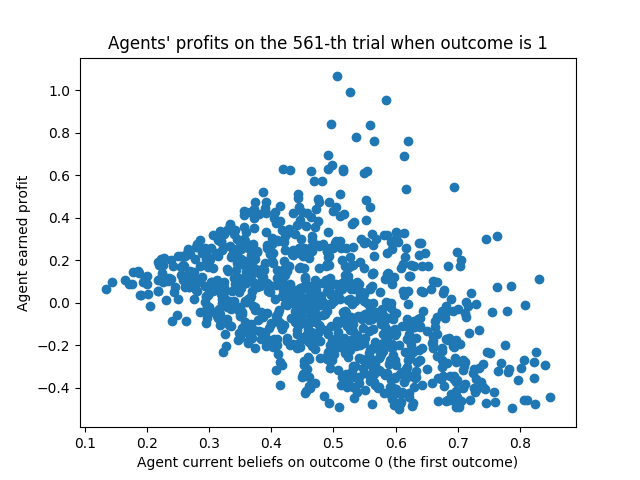 Agents' profits on the 561-th trial when outcome is 1
Agent earned profit
1.0
0.8
0.6
0.4
0.2
0.0
−0.2
−0.4
0.1 0.2 0.3 0.4 0.5 0.6 0.7 0.8
Agent current beliefs on outcome 0 (the first outcome)